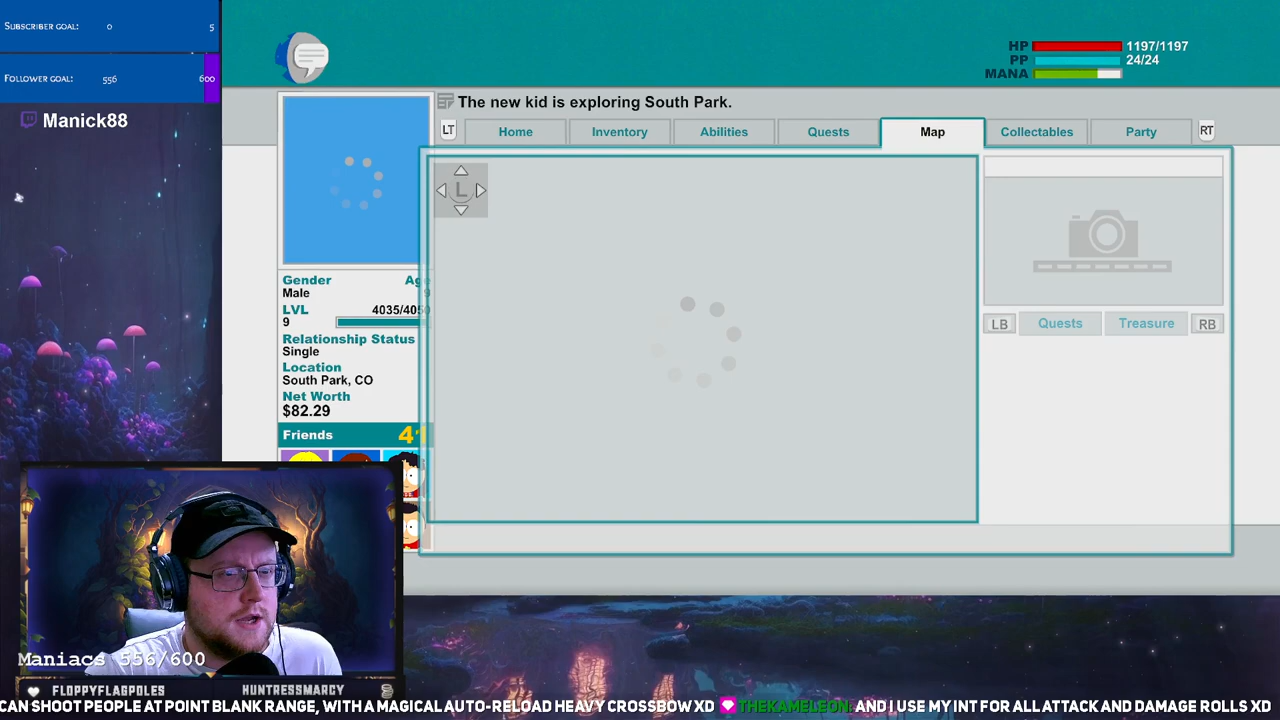 SUBSCRIBER GOAL: 0 5
FOLLOWER GOAL: 556 600
Manick88
HP 1197/1197
PP 24/24
MANA
The new kid is exploring South Park.
LT Home Inventory Abilities Quests Map Collectables Party RT
L
Gender
Male
Age
9
LVL
9
4035/4050
Relationship Status
Single
Location
South Park, CO
Net Worth
$82.29
Friends 41
LB Quests Treasure RB
Maniacs 556/600
FLOPPYFLAGPOLES HUNTRESSMARCY
CAN SHOOT PEOPLE AT POINT BLANK RANGE, WITH A MAGICAL AUTO-RELOAD HEAVY CROSSBOW XD THEKAMELEON: AND I USE MY INT FOR ALL ATTACK AND DAMAGE ROLLS XD